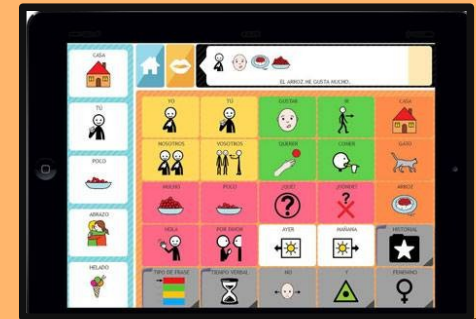 CASA
TÚ
POCO
ABRAZO
HELADO
EL ARROZ ME GUSTA MUCHO.
YO TÚ GUSTAR IR CASA
NOSOTROS VOSOTROS QUERER COMER GATO
MUCHO POCO ¿QUÉ? ¿DÓNDE? ARROZ
HOLA POR FAVOR AYER MAÑANA HISTORIAL
TIPO DE FRASE TIEMPO VERBAL NO Y FEMENINO